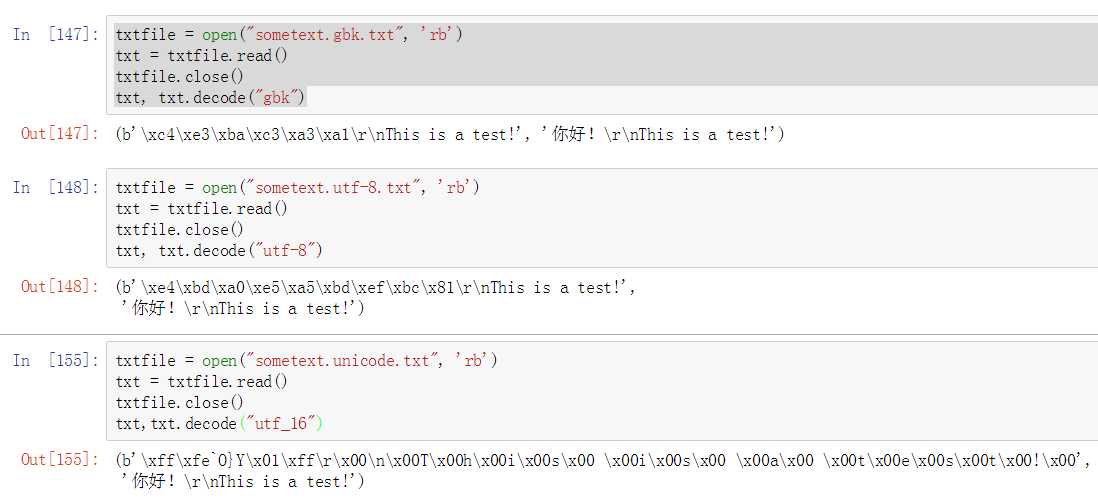 In [147]: txtfile = open("sometext.gbk.txt", 'rb')
txt = txtfile.read()
txtfile.close()
txt, txt.decode("gbk")
Out[147]: (b'\xc4\xe3\xba\xc3\xa3\xa1\r\nThis is a test!', '你好！\r\nThis is a test!')
In [148]: txtfile = open("sometext.utf-8.txt", 'rb')
txt = txtfile.read()
txtfile.close()
txt, txt.decode("utf-8")
Out[148]: (b'\xe4\xbd\xa0\xe5\xa5\xbd\xef\xbc\x81\r\nThis is a test!',
'你好！\r\nThis is a test!')
In [155]: txtfile = open("sometext.unicode.txt", 'rb')
txt = txtfile.read()
txtfile.close()
txt,txt.decode("utf_16")
Out[155]: (b'\xff\xfe`O}Y\x01\xff\r\x00\n\x00T\x00h\x00i\x00s\x00 \x00i\x00s\x00 \x00a\x00 \x00t\x00e\x00s\x00t\x00!\x00',
'你好！\r\nThis is a test!')